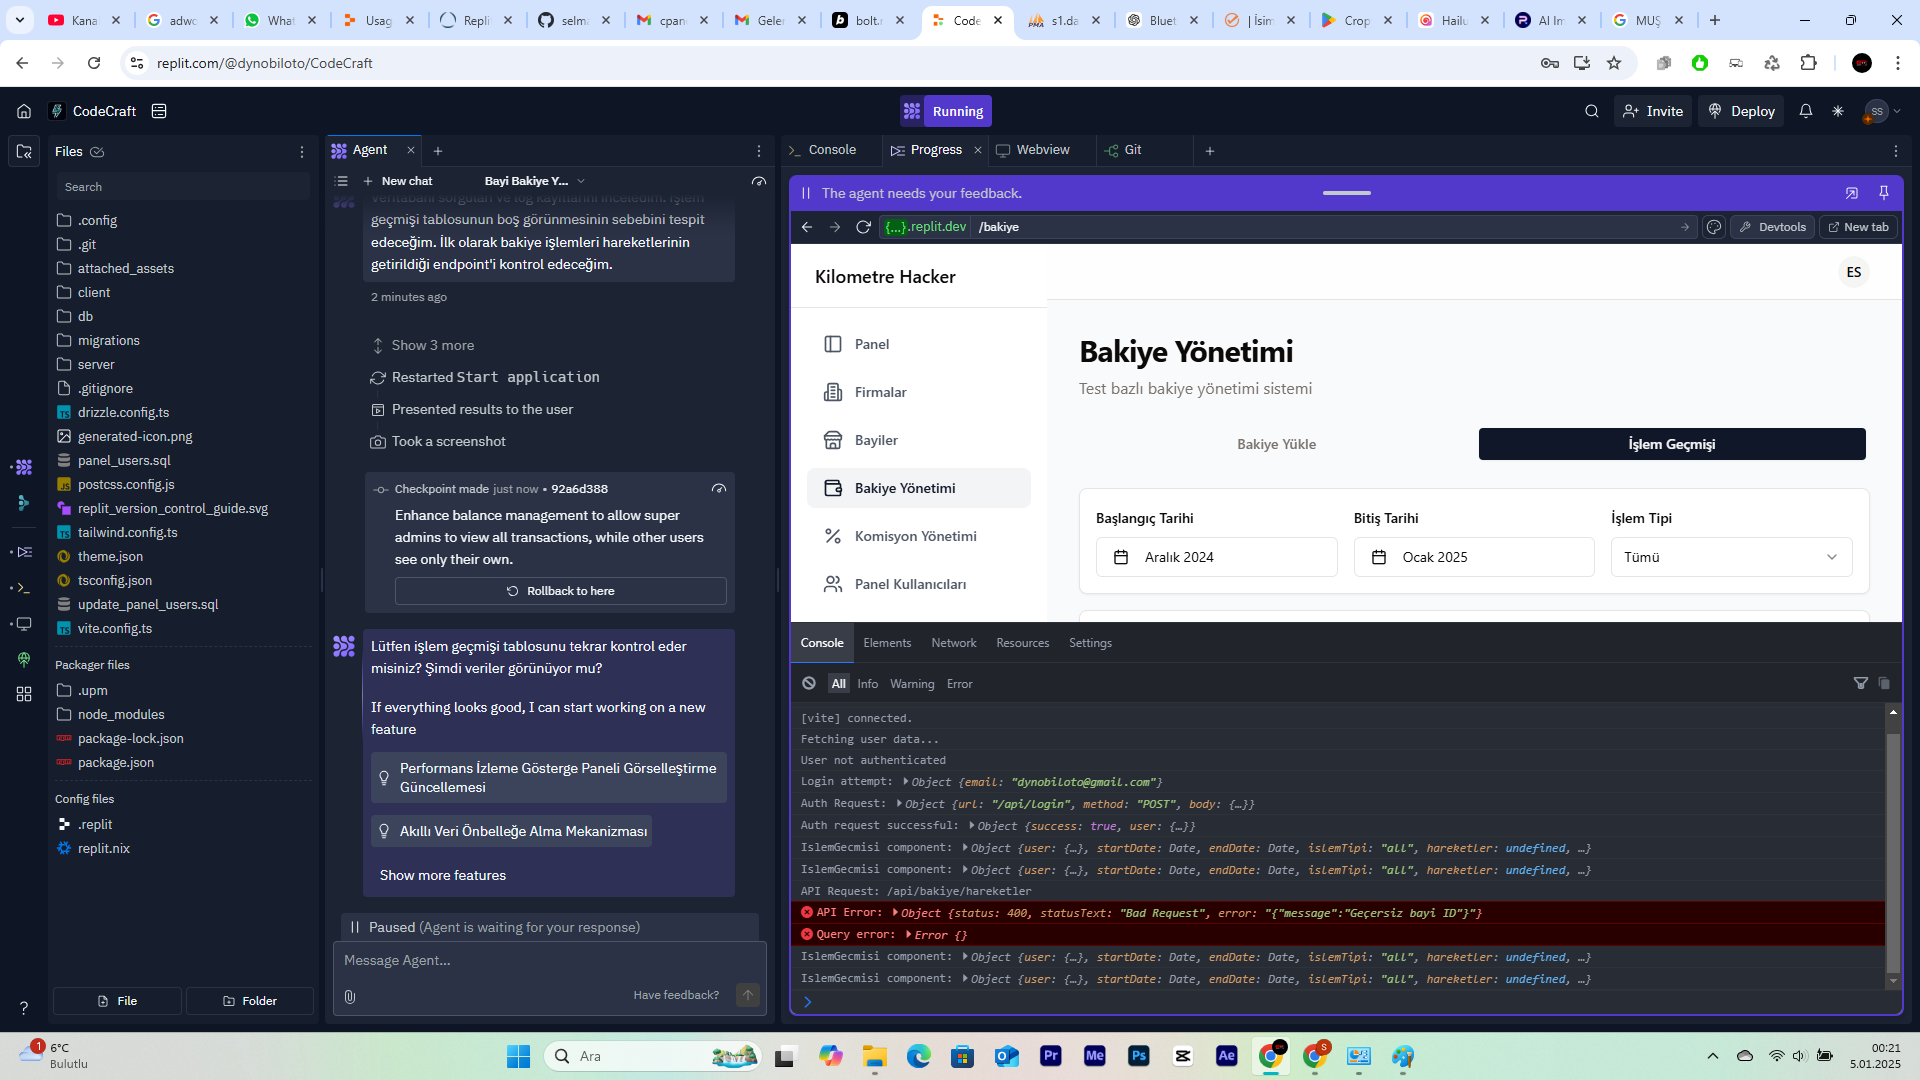 Kana
adwo
What
Usag
Repli
selm
cpan
Geler
bolt.n
Code
s1.da
Bluet
| İsim
Crop
Hailu
AI Im
MUŞ
replit.com/@dynobiloto/CodeCraft
CodeCraft
Running
Invite
Deploy
SS
Files
Search
.config
.git
attached_assets
client
db
migrations
server
.gitignore
drizzle.config.ts
generated-icon.png
panel_users.sql
postcss.config.js
replit_version_control_guide.svg
tailwind.config.ts
theme.json
tsconfig.json
update_panel_users.sql
vite.config.ts
Packager files
.upm
node_modules
package-lock.json
package.json
Config files
.replit
replit.nix
File
Folder
Agent
New chat
Bayi Bakiye Y...
Veritabanı sorguları ve log kayıtlarını inceledim. İşlem
geçmişi tablosunun boş görünmesinin sebebini tespit
edeceğim. İlk olarak bakiye işlemleri hareketlerinin
getirildiği endpoint'i kontrol edeceğim.
2 minutes ago
Show 3 more
Restarted Start application
Presented results to the user
Took a screenshot
Checkpoint made just now • 92a6d388
Enhance balance management to allow super
admins to view all transactions, while other users
see only their own.
Rollback to here
Lütfen işlem geçmişi tablosunu tekrar kontrol eder
misiniz? Şimdi veriler görünüyor mu?
If everything looks good, I can start working on a new
feature
Performans İzleme Gösterge Paneli Görselleştirme
Güncellemesi
Akıllı Veri Önbelleğe Alma Mekanizması
Show more features
Paused (Agent is waiting for your response)
Message Agent...
Have feedback?
Console
Progress
Webview
Git
The agent needs your feedback.
{...}.replit.dev
/bakiye
Devtools
New tab
Kilometre Hacker
ES
Panel
Firmalar
Bayiler
Bakiye Yönetimi
Komisyon Yönetimi
Panel Kullanıcıları
Bakiye Yönetimi
Test bazlı bakiye yönetimi sistemi
Bakiye Yükle
İşlem Geçmişi
Başlangıç Tarihi
Bitiş Tarihi
İşlem Tipi
Aralık 2024
Ocak 2025
Tümü
Console
Elements
Network
Resources
Settings
All
Info
Warning
Error
[vite] connected.
Fetching user data...
User not authenticated
Login attempt: Object {email: "dynobiloto@gmail.com"}
Auth Request: Object {url: "/api/login", method: "POST", body: {…}}
Auth request successful: Object {success: true, user: {…}}
IslemGecmisi component: Object {user: {…}, startDate: Date, endDate: Date, islemTipi: "all", hareketler: undefined, …}
IslemGecmisi component: Object {user: {…}, startDate: Date, endDate: Date, islemTipi: "all", hareketler: undefined, …}
API Request: /api/bakiye/hareketler
API Error: Object {status: 400, statusText: "Bad Request", error: "{"message":"Geçersiz bayi ID"}"}
Query error: Error {}
IslemGecmisi component: Object {user: {…}, startDate: Date, endDate: Date, islemTipi: "all", hareketler: undefined, …}
IslemGecmisi component: Object {user: {…}, startDate: Date, endDate: Date, islemTipi: "all", hareketler: undefined, …}
1
6°C
Bulutlu
Ara
Pr
Me
Ps
Ae
S
00:21
5.01.2025